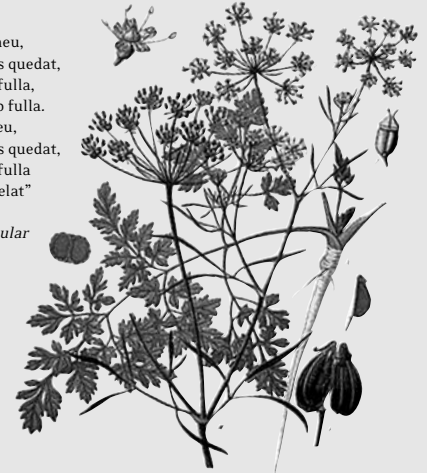 neu,
s quedat,
fulla,
b fulla.
eu,
s quedat,
fulla
elat”
ular